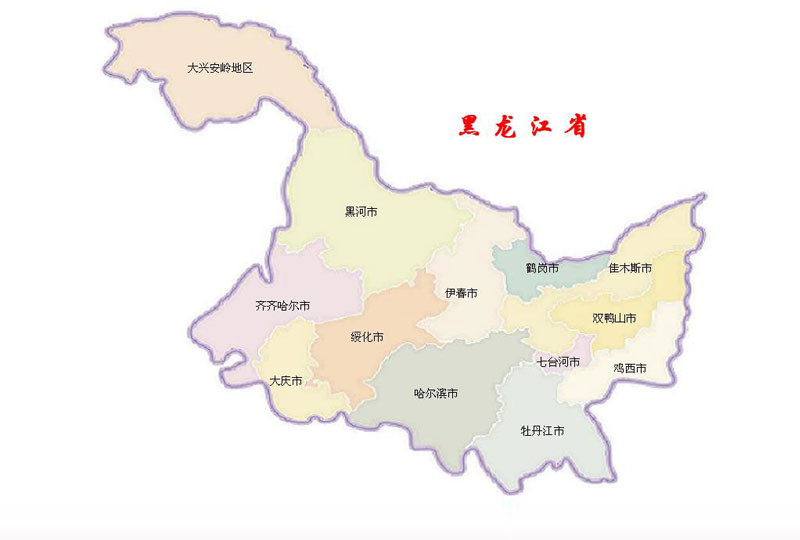 大兴安岭地区
黑龙江省
黑河市
鹤岗市
佳木斯市
伊春市
齐齐哈尔市
双鸭山市
绥化市
七台河市
鸡西市
大庆市
哈尔滨市
牡丹江市